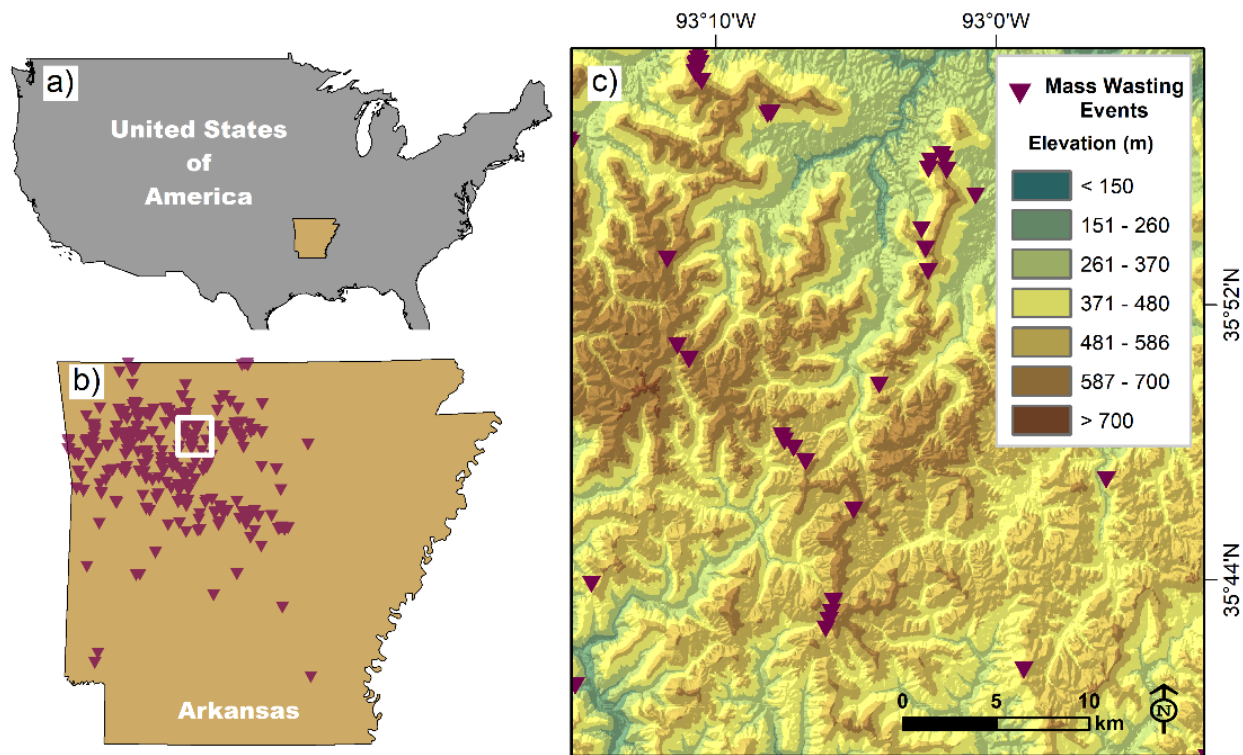 a)
United States
of
America
b)
Arkansas
93°10'W
93°0'W
c)
Mass Wasting
Events
Elevation (m)
< 150
151 - 260
261 - 370
371 - 480
481 - 586
587 - 700
> 700
35°52'N
35°44'N
0 5 10
km
N